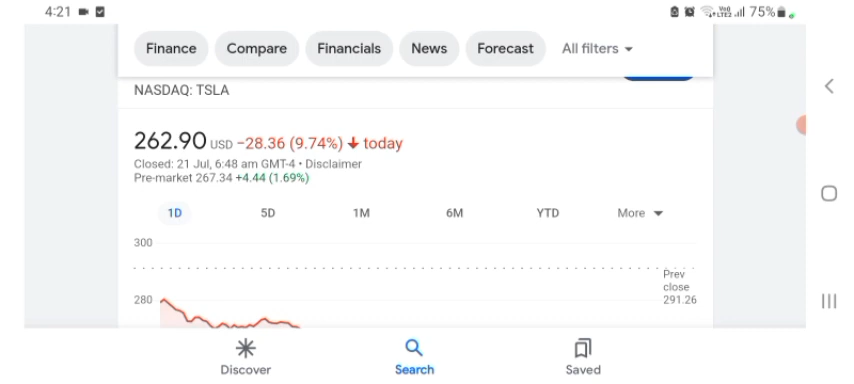 4:21 75%
Finance Compare Financials News Forecast All filters
NASDAQ: TSLA
262.90 USD −28.36 (9.74%) today
Closed: 21 Jul, 6:48 am GMT-4 • Disclaimer
Pre-market 267.34 +4.44 (1.69%)
1D 5D 1M 6M YTD More
300
Prev
close
291.26
280
Discover Search Saved